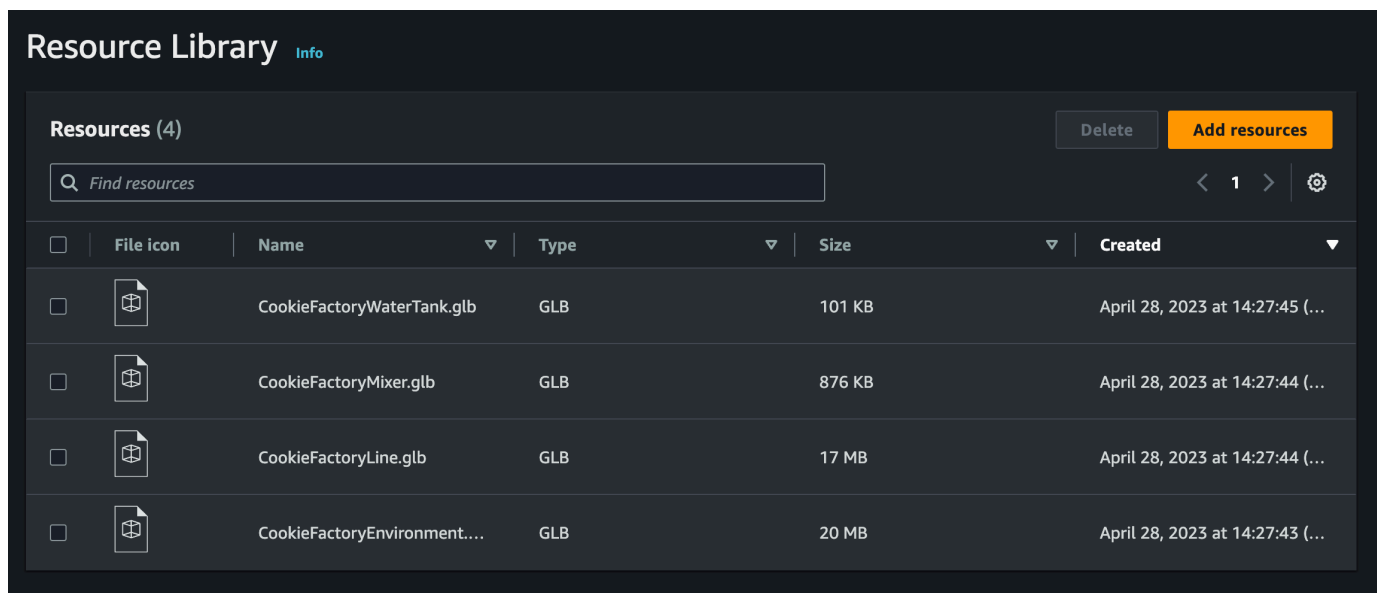 Resource Library Info
Resources (4)
Delete
Add resources
Find resources
1
File icon Name Type Size Created
CookieFactoryWaterTank.glb GLB 101 KB April 28, 2023 at 14:27:45 (...
CookieFactoryMixer.glb GLB 876 KB April 28, 2023 at 14:27:44 (...
CookieFactoryLine.glb GLB 17 MB April 28, 2023 at 14:27:44 (...
CookieFactoryEnvironment.... GLB 20 MB April 28, 2023 at 14:27:43 (...